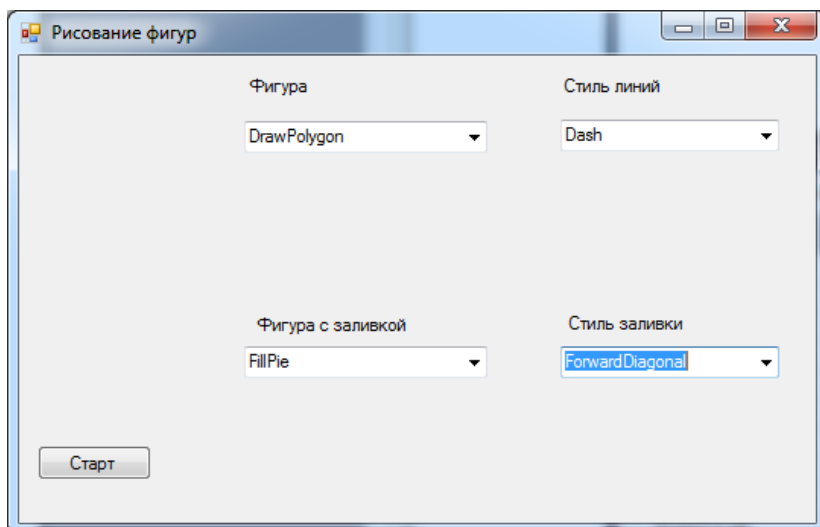 Рисование фигур
Фигура Стиль линий
DrawPolygon Dash
Фигура с заливкой Стиль заливки
FillPie ForwardDiagonal
Старт